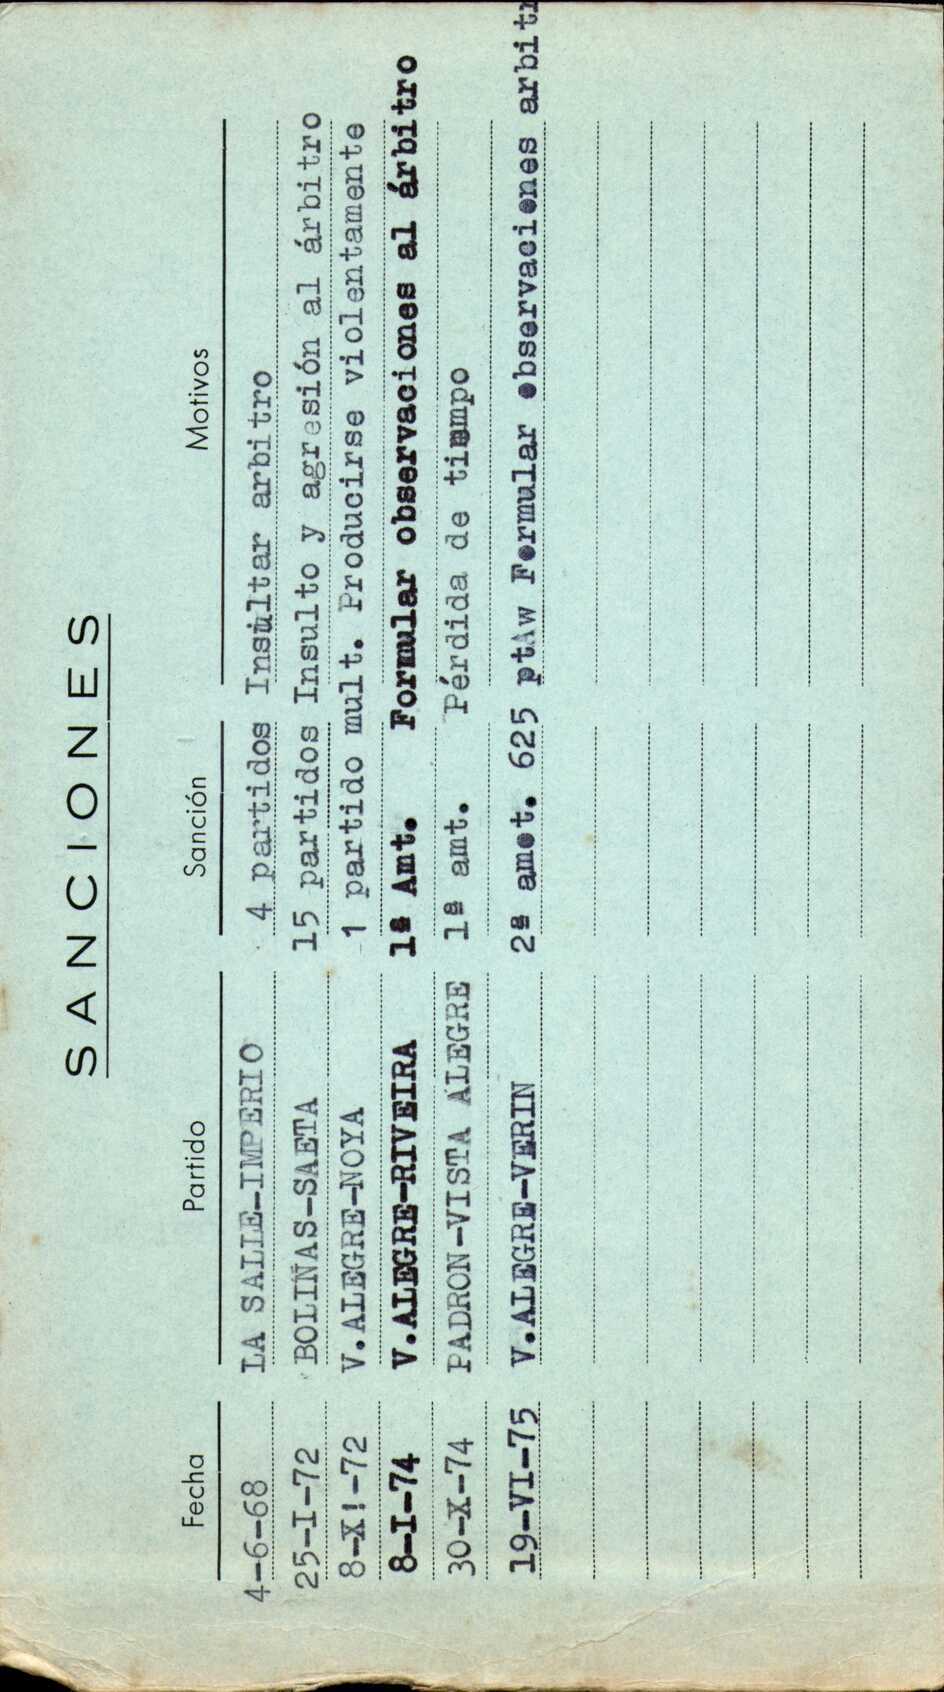 SANCIONES
Fecha Partido Sanción Motivos
4-6-68 LA SALLE-IMPERIO 4 partidos Insultar arbitro
25-I-72 BOLIÑAS-SAETA 15 partidos Insulto y agresión al árbitro
8-X!-72 V.ALEGRE-NOYA 1 partido mult. Producirse violentamente
8-I-74 V.ALEGRE-RIVEIRA 1ª Amt. Formular observaciones al árbitro
30-X-74 PADRON-VISTA ALEGRE 1ª amt. Pérdida de tiempo
19-VI-75 V.ALEGRE-VERIN 2ª amot. 625 Formular observaciones arbitr